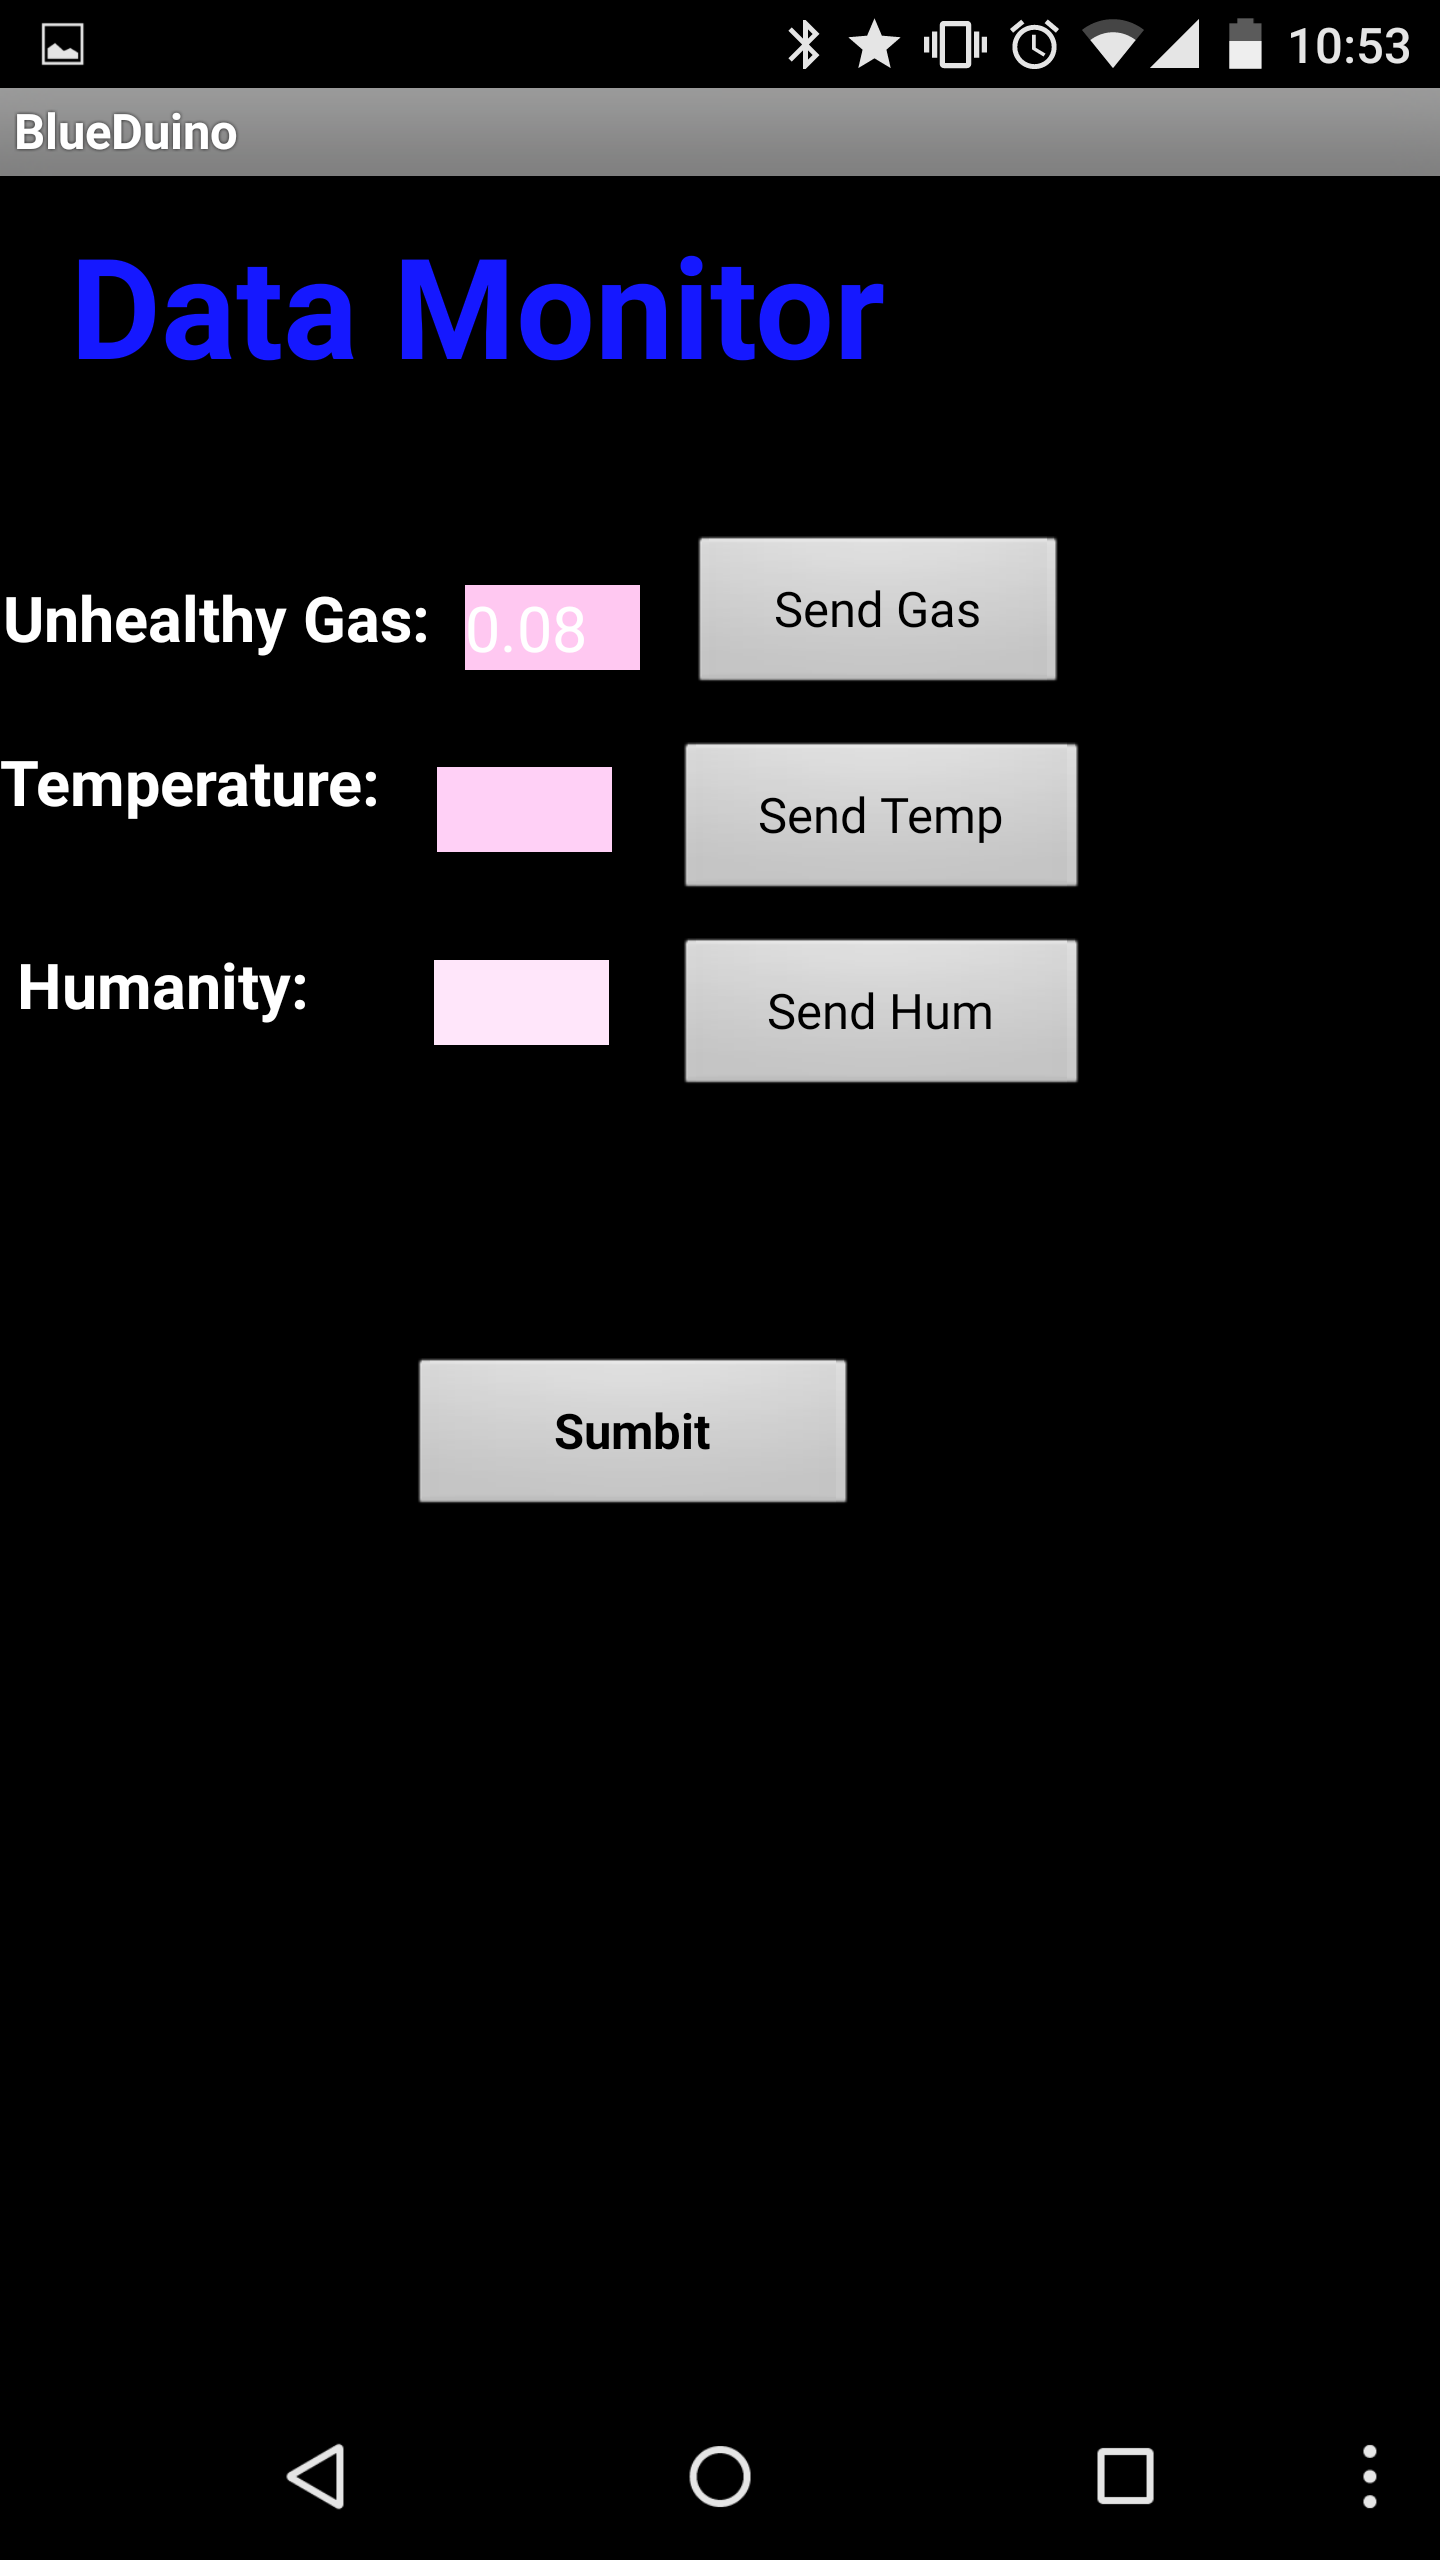 10:53
BlueDuino
Data Monitor
Unhealthy Gas: 0.08 Send Gas
Temperature: Send Temp
Humanity: Send Hum
Sumbit